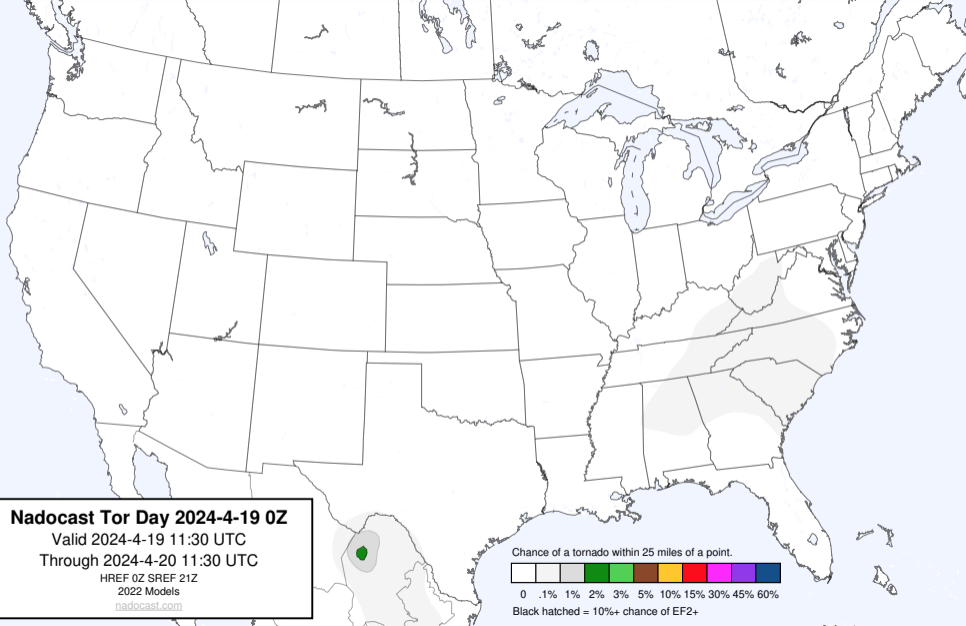 Nadocast Tor Day 2024-4-19 0Z
Valid 2024-4-19 11:30 UTC
Through 2024-4-20 11:30 UTC
HREF 0Z SREF 21Z
2022 Models
nadocast.com
Chance of a tornado within 25 miles of a point.
0 .1% 1% 2% 3% 5% 10% 15% 30% 45% 60%
Black hatched = 10%+ chance of EF2+